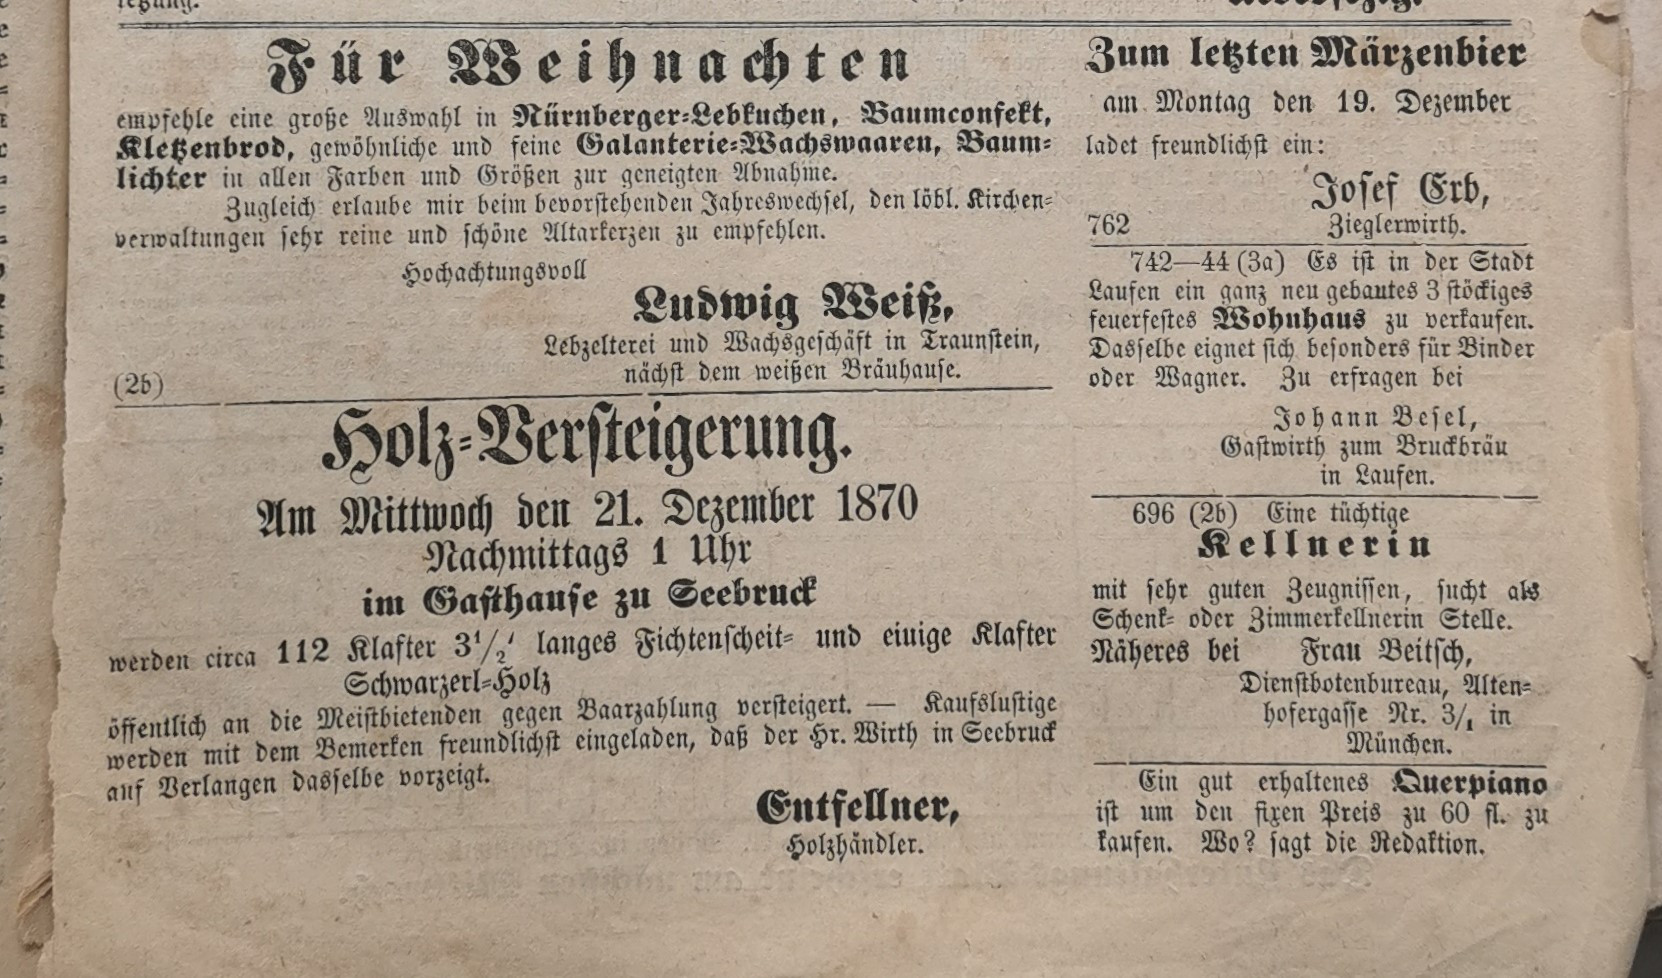 Für Weihnachten
empfehle eine große Auswahl in Nürnberger-Lebkuchen, Baumconfekt,
Kletzenbrod, gewöhnliche und feine Galanterie-Wachswaaren, Baum-
lichter in allen Farben und Größen zur geneigten Abnahme.
Zugleich erlaube mir beim bevorstehenden Jahreswechsel, den löbl. Kirchen-
verwaltungen sehr reine und schöne Altarkerzen zu empfehlen.
Hochachtungsvoll
Ludwig Weiß,
Lebzelterei und Wachsgeschäft in Traunstein,
nächst dem weißen Bräuhause.
(2b)
Holz-Versteigerung.
Am Mittwoch den 21. Dezember 1870
Nachmittags 1 Uhr
im Gasthause zu Seebruck
werden circa 112 Klafter 3 1/2' langes Fichtenscheit- und einige Klafter
Schwarzerl-Holz
öffentlich an die Meistbietenden gegen Baarzahlung versteigert. — Kaufslustige
werden mit dem Bemerken freundlichst eingeladen, daß der Hr. Wirth in Seebruck
auf Verlangen dasselbe vorzeigt.
Entfellner,
Holzhändler.
Zum letzten Märzenbier
am Montag den 19. Dezember
ladet freundlichst ein:
Josef Erb,
762 Zieglerwirth.
742—44 (3a) Es ist in der Stadt
Laufen ein ganz neu gebautes 3 stöckiges
feuerfestes Wohnhaus zu verkaufen.
Dasselbe eignet sich besonders für Binder
oder Wagner. Zu erfragen bei
Johann Besel,
Gastwirth zum Bruckbräu
in Laufen.
696 (2b) Eine tüchtige
Kellnerin
mit sehr guten Zeugnissen, sucht als
Schenk- oder Zimmerkellnerin Stelle.
Näheres bei Frau Beitsch,
Dienstbotenbureau, Alten-
hofergasse Nr. 3/1 in
München.
Ein gut erhaltenes Querpiano
ist um den fixen Preis zu 60 fl. zu
kaufen. Wo? sagt die Redaktion.